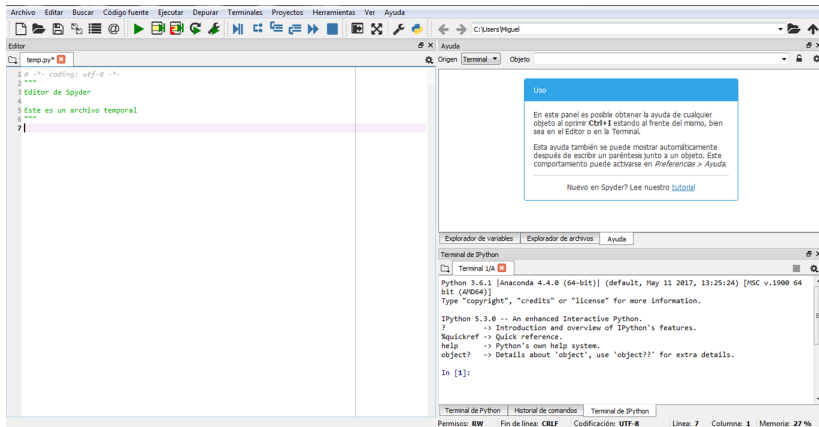 Archivo Editar Buscar Código fuente Ejecutar Depurar Terminales Proyectos Herramientas Ver Ayuda
C:\Users\Miguel
Editor
temp.py*
1 # -*- coding: utf-8 -*-
2 """
3 Editor de Spyder
4
5 Este es un archivo temporal
6 """
7
Ayuda
Origen Terminal Objeto
Uso
En este panel es posible obtener la ayuda de cualquier
objeto al oprimir Ctrl+I estando al frente del mismo, bien
sea en el Editor o en la Terminal.
Esta ayuda también se puede mostrar automáticamente
después de escribir un paréntesis junto a un objeto. Este
comportamiento puede activarse en Preferencias > Ayuda.
Nuevo en Spyder? Lee nuestro tutorial
Explorador de variables Explorador de archivos Ayuda
Terminal de IPython
Terminal 1/A
Python 3.6.1 |Anaconda 4.4.0 (64-bit)| (default, May 11 2017, 13:25:24) [MSC v.1900 64
bit (AMD64)]
Type "copyright", "credits" or "license" for more information.
IPython 5.3.0 -- An enhanced Interactive Python.
? -> Introduction and overview of IPython's features.
%quickref -> Quick reference.
help -> Python's own help system.
object? -> Details about 'object', use 'object??' for extra details.
In [1]:
Terminal de Python Historial de comandos Terminal de IPython
Permisos: RW Fin de línea: CRLF Codificación: UTF-8 Línea: 7 Columna: 1 Memoria: 27 %